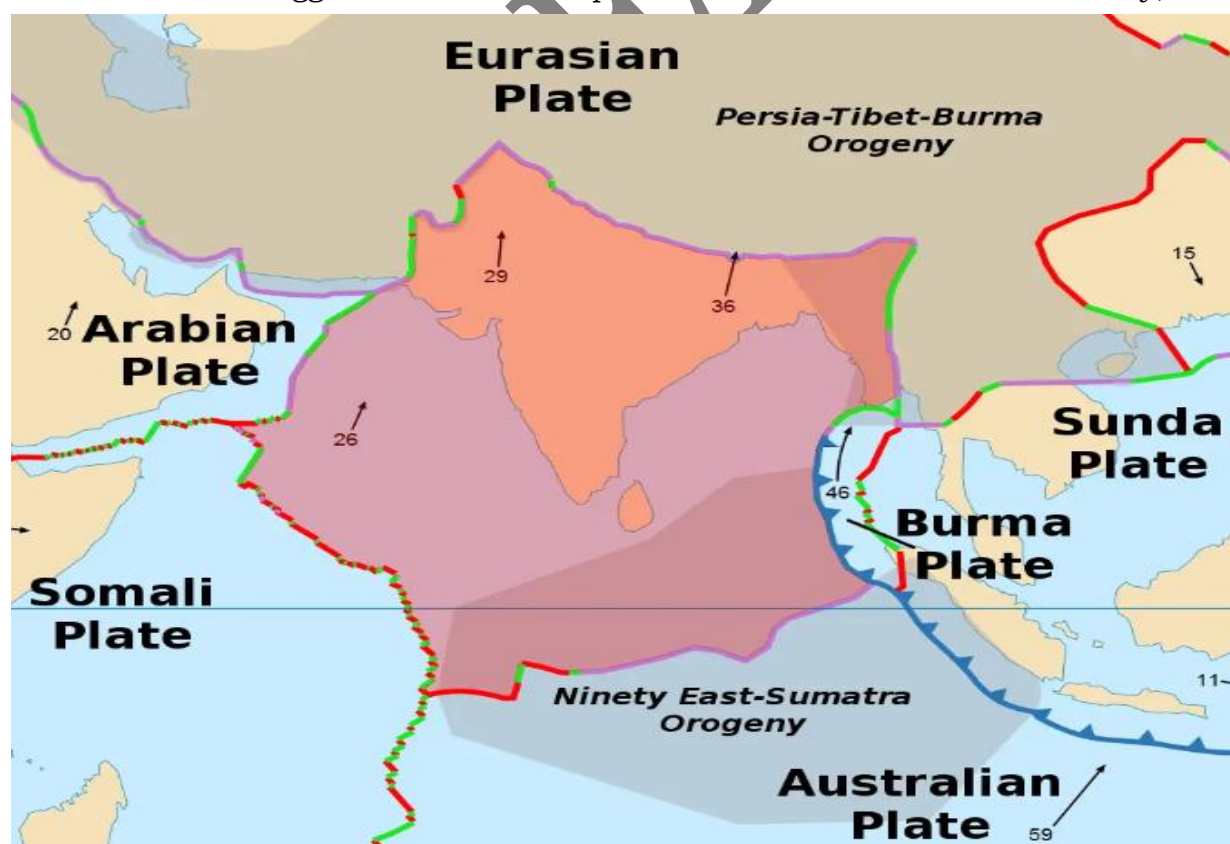 Eurasian
Plate
Persia-Tibet-Burma
Orogeny
15
29
36
20
Arabian
Plate
26
Sunda
Plate
46
Burma
Plate
Somali
Plate
11
Ninety East-Sumatra
Orogeny
Australian
Plate
59